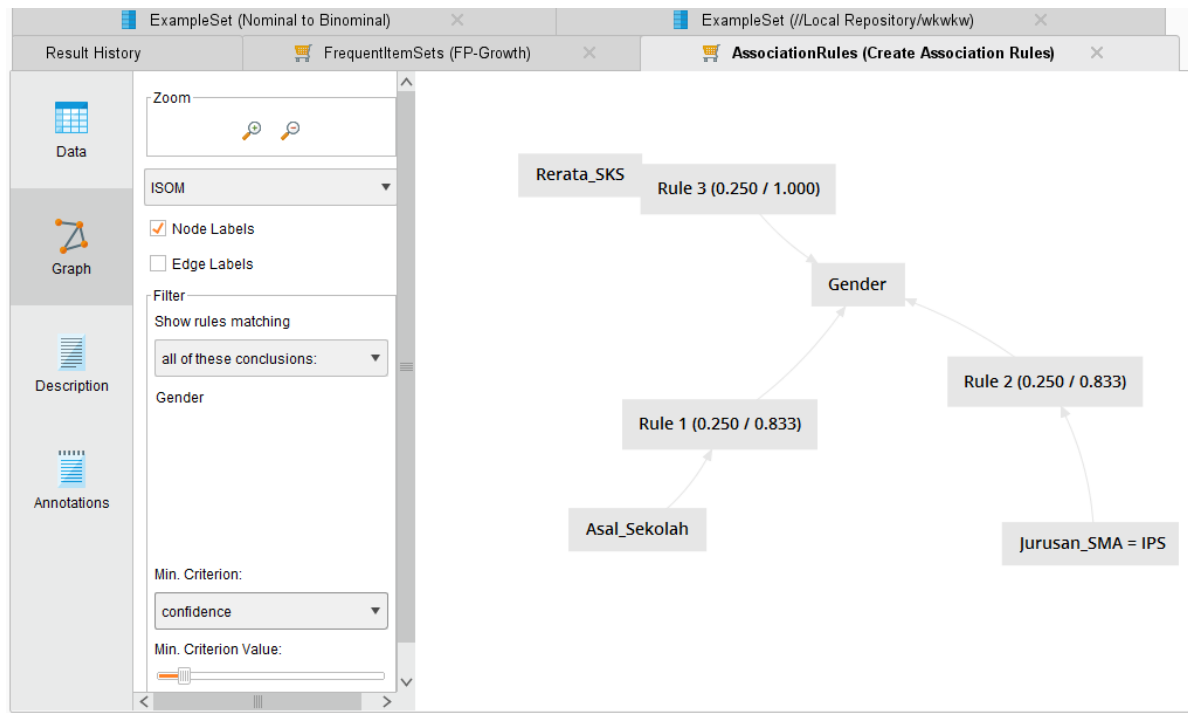 ExampleSet (Nominal to Binominal)
ExampleSet (//Local Repository/wkwkw)
Result History
FrequentItemSets (FP-Growth)
AssociationRules (Create Association Rules)
Data
Graph
Description
Annotations
Zoom
ISOM
Node Labels
Edge Labels
Filter
Show rules matching
all of these conclusions:
Gender
Min. Criterion:
confidence
Min. Criterion Value:
Rerata_SKS
Rule 3 (0.250 / 1.000)
Gender
Rule 2 (0.250 / 0.833)
Rule 1 (0.250 / 0.833)
Asal_Sekolah
Jurusan_SMA = IPS